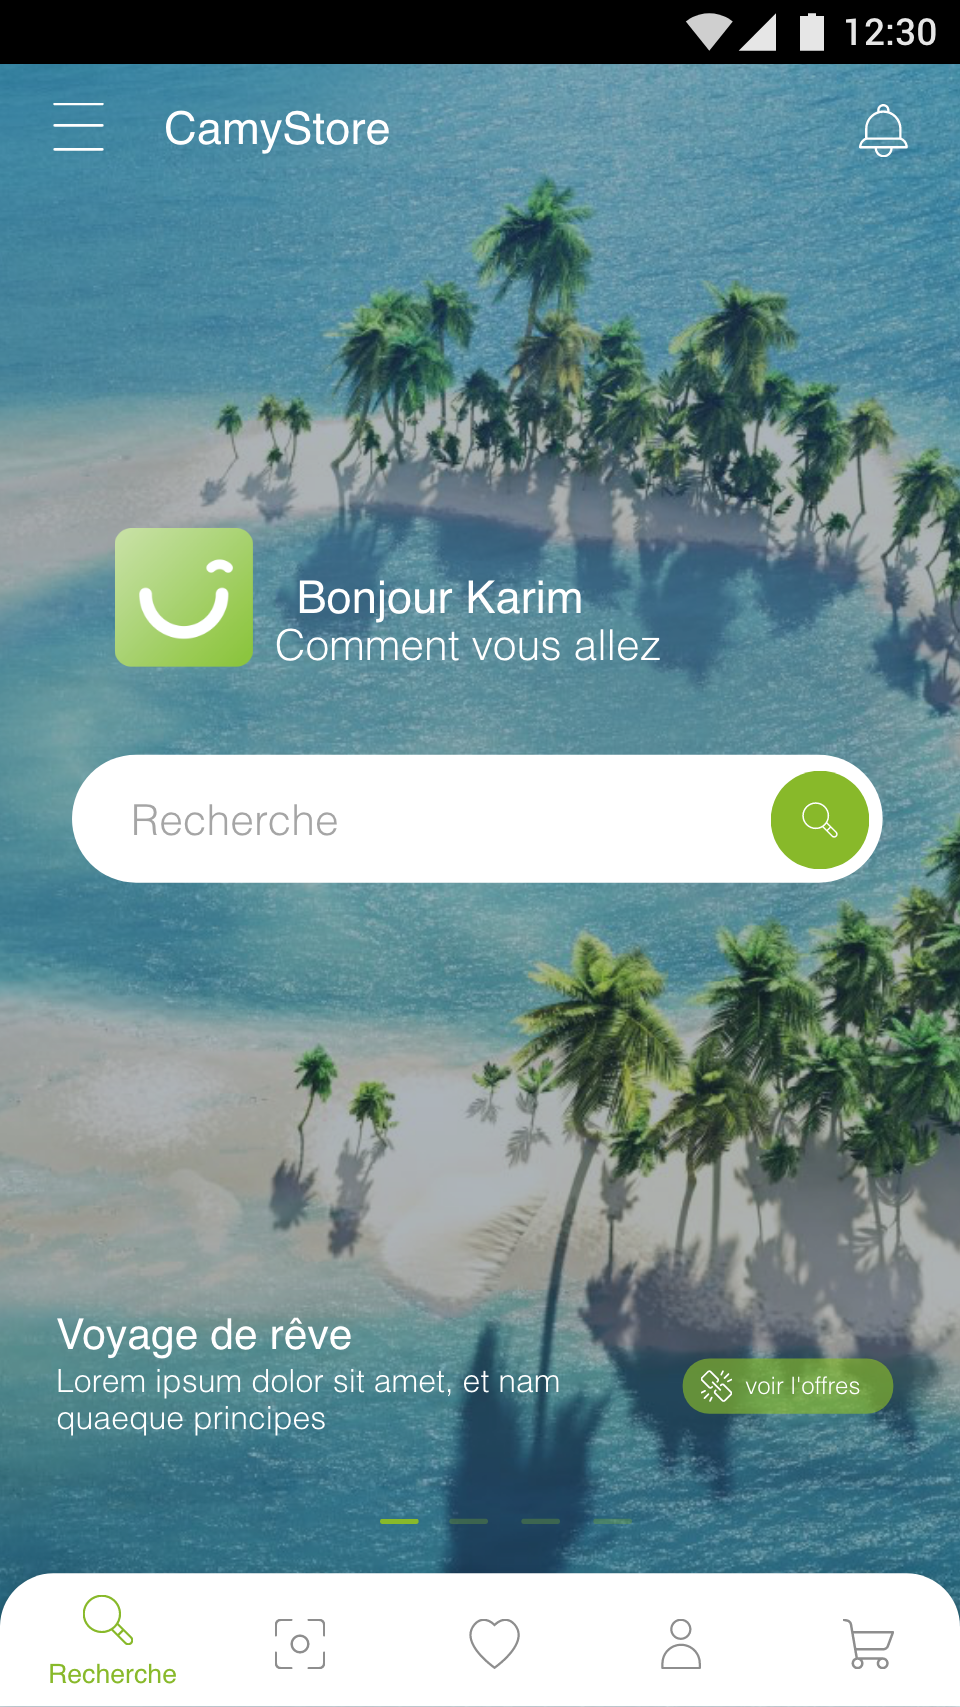 12:30
CamyStore
Bonjour Karim
Comment vous allez
Recherche
Voyage de rêve
Lorem ipsum dolor sit amet, et nam
quaeque principes
voir l'offres
Recherche